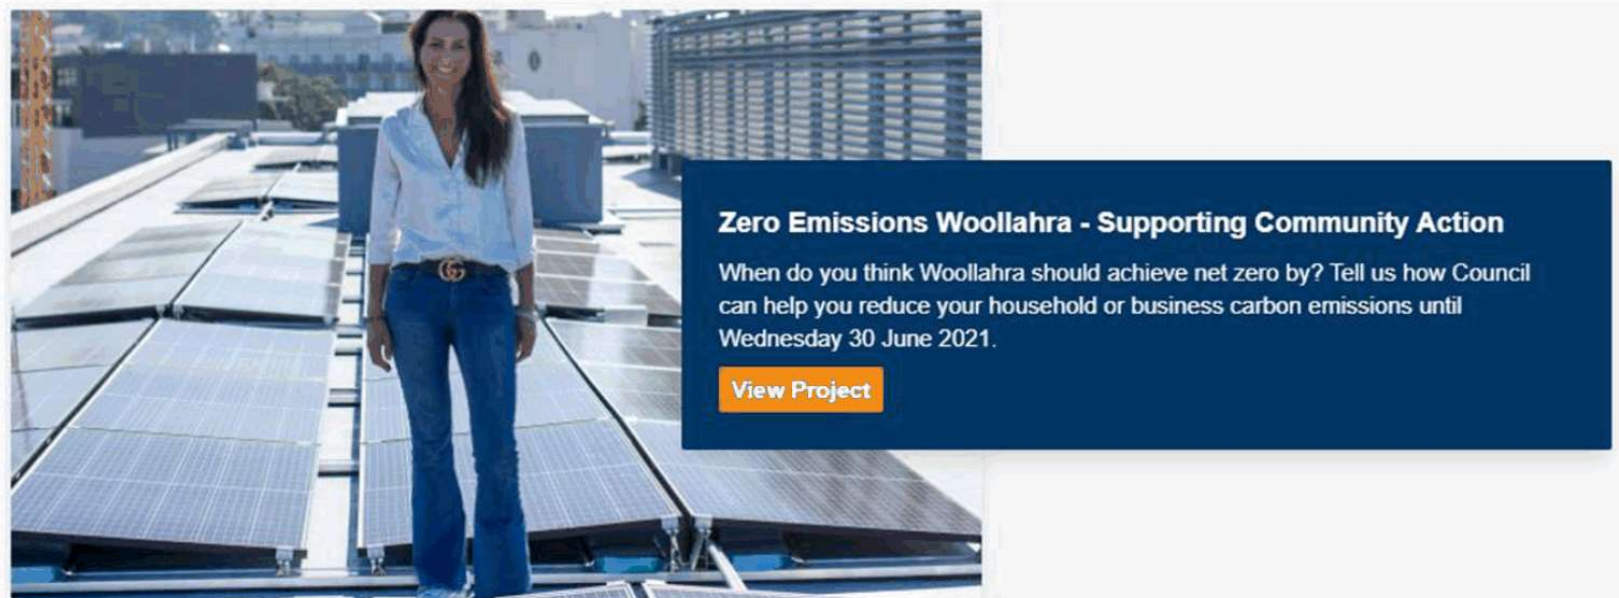 Zero Emissions Woollahra - Supporting Community Action
When do you think Woollahra should achieve net zero by? Tell us how Council
can help you reduce your household or business carbon emissions until
Wednesday 30 June 2021.
View Project